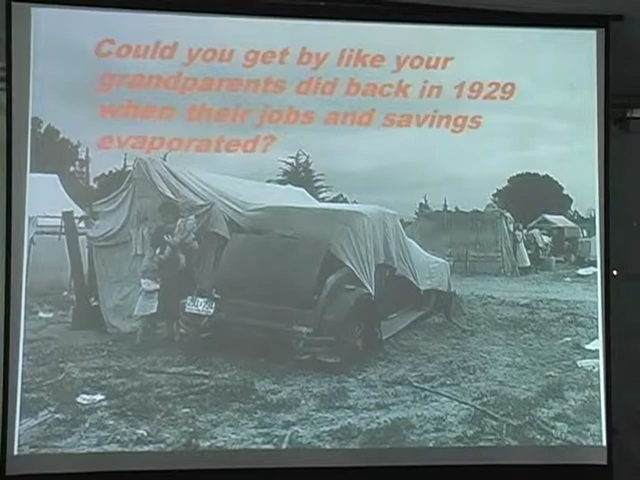 Could you get by like your
grandparents did back in 1929
when their jobs and savings
evaporated?